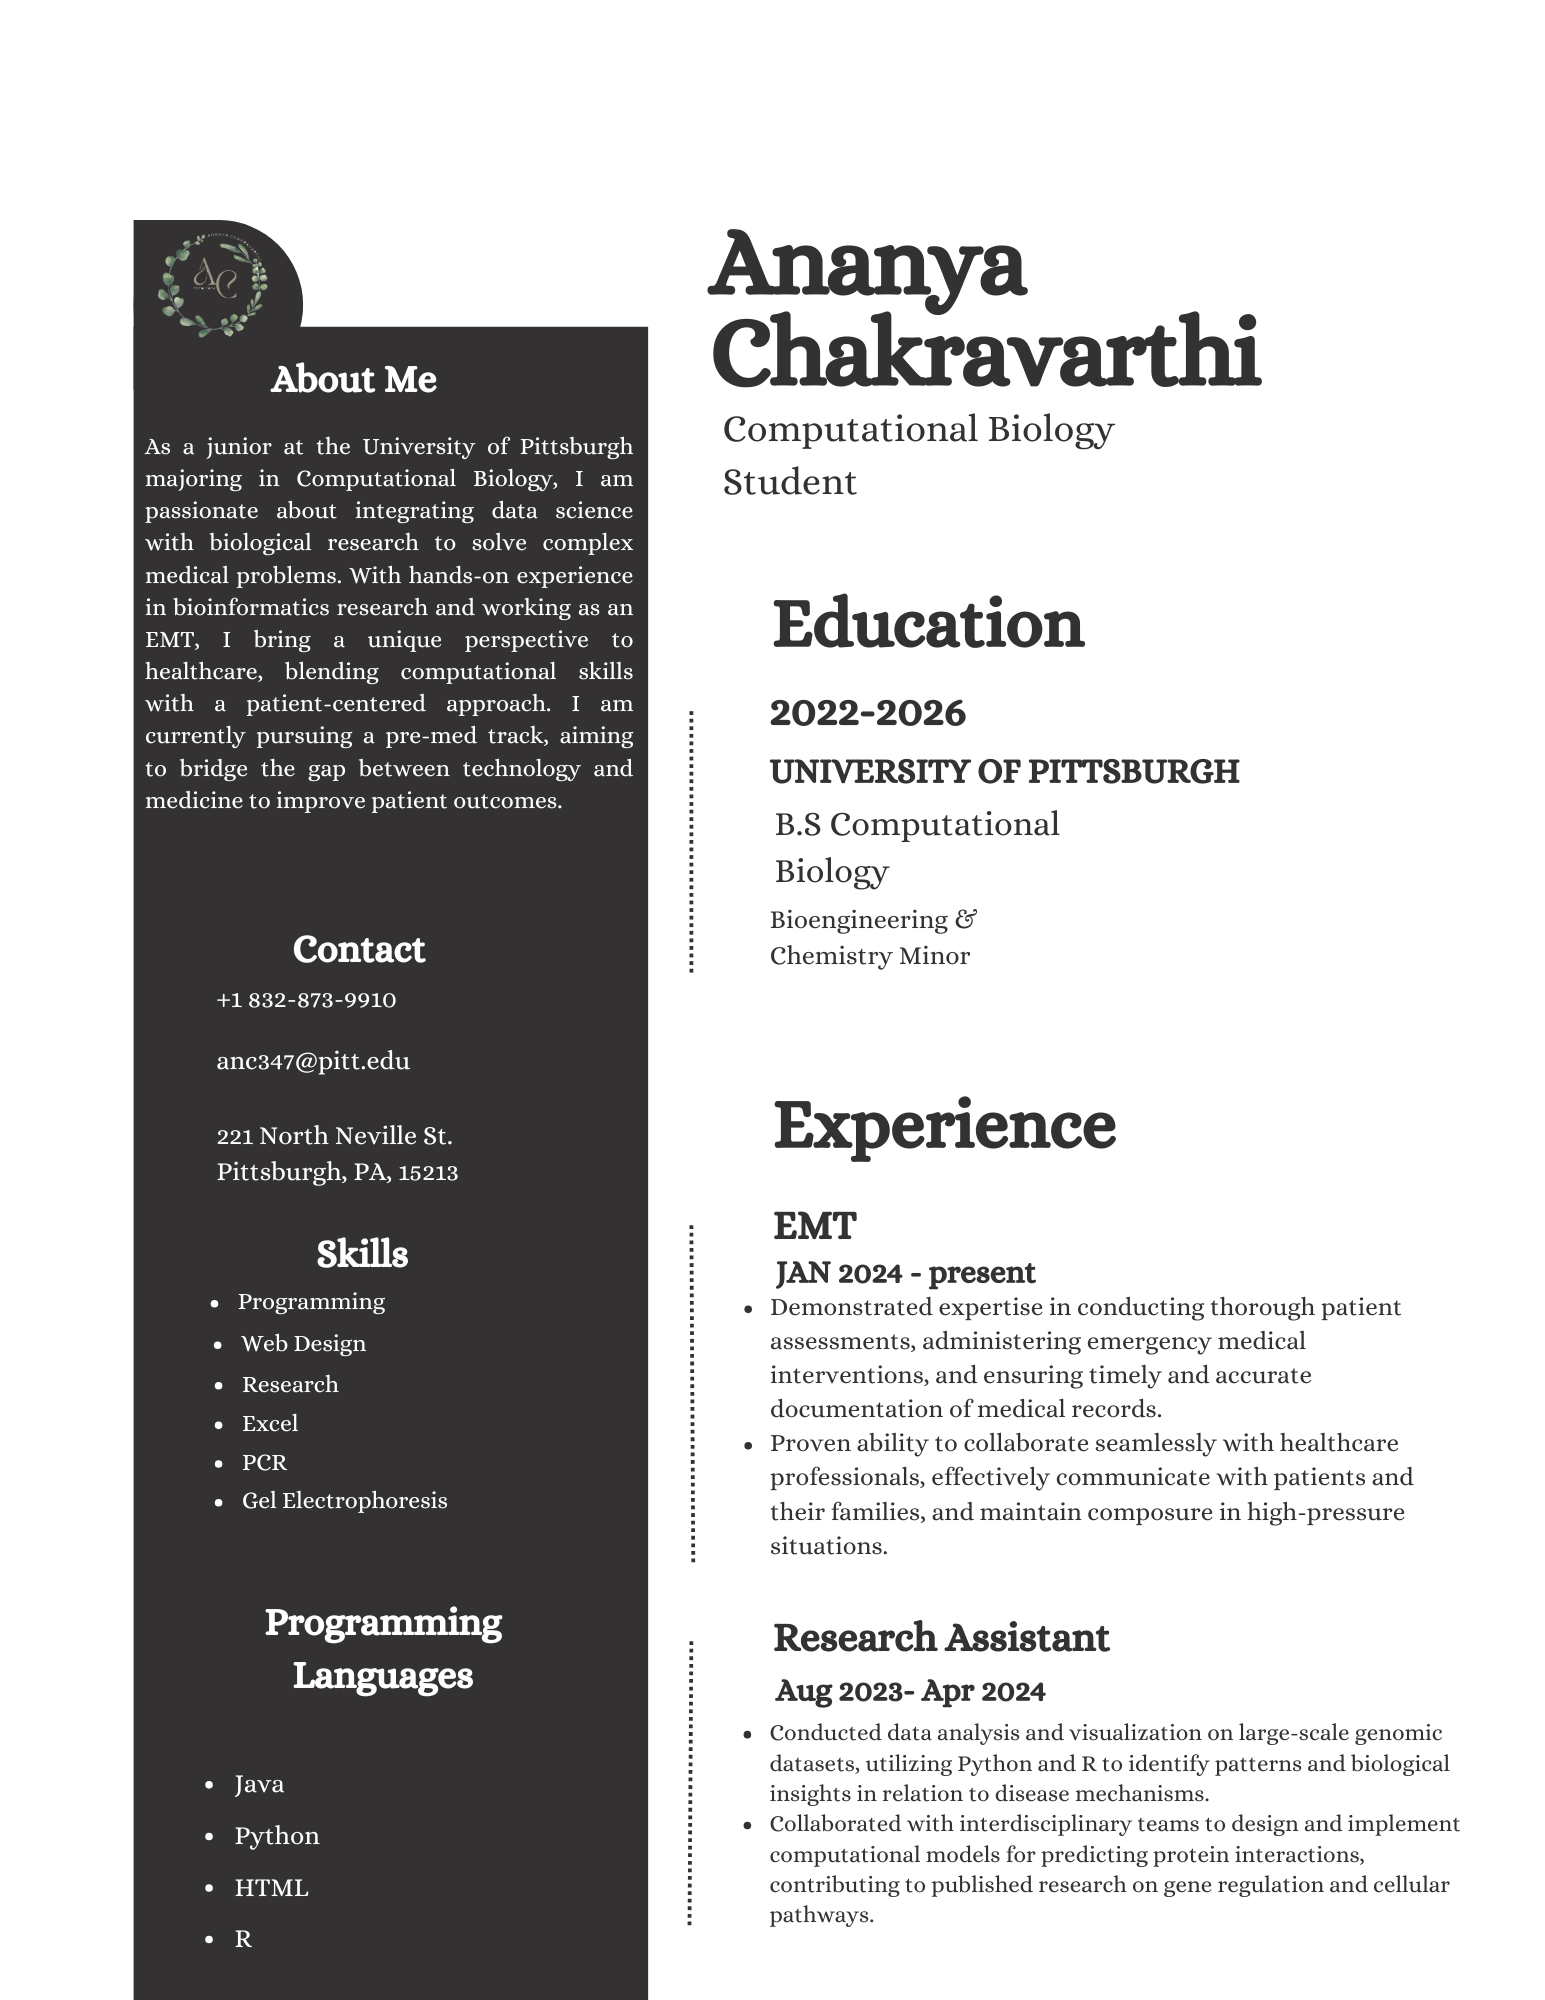 About Me
As a junior at the University of Pittsburgh
majoring in Computational Biology, I am
passionate about integrating data science
with biological research to solve complex
medical problems. With hands-on experience
in bioinformatics research and working as an
EMT, I bring a unique perspective to
healthcare, blending computational skills
with a patient-centered approach. I am
currently pursuing a pre-med track, aiming
to bridge the gap between technology and
medicine to improve patient outcomes.
Contact
+1 832-873-9910
anc347@pitt.edu
221 North Neville St.
Pittsburgh, PA, 15213
Skills
• Programming
• Web Design
• Research
• Excel
• PCR
• Gel Electrophoresis
Programming
Languages
• Java
• Python
• HTML
• R
Ananya
Chakravarthi
Computational Biology
Student
Education
2022-2026
UNIVERSITY OF PITTSBURGH
B.S Computational
Biology
Bioengineering &
Chemistry Minor
Experience
EMT
JAN 2024 - present
• Demonstrated expertise in conducting thorough patient
assessments, administering emergency medical
interventions, and ensuring timely and accurate
documentation of medical records.
• Proven ability to collaborate seamlessly with healthcare
professionals, effectively communicate with patients and
their families, and maintain composure in high-pressure
situations.
Research Assistant
Aug 2023- Apr 2024
• Conducted data analysis and visualization on large-scale genomic
datasets, utilizing Python and R to identify patterns and biological
insights in relation to disease mechanisms.
• Collaborated with interdisciplinary teams to design and implement
computational models for predicting protein interactions,
contributing to published research on gene regulation and cellular
pathways.